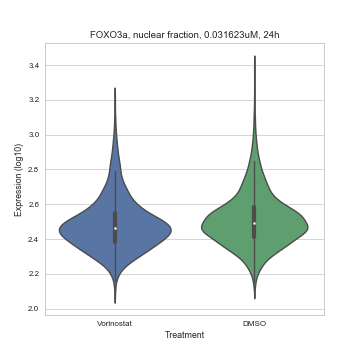 FOXO3a, nuclear fraction, 0.031623uM, 24h
Expression (log10)
3.4
3.2
3.0
2.8
2.6
2.4
2.2
2.0
Vorinostat
DMSO
Treatment